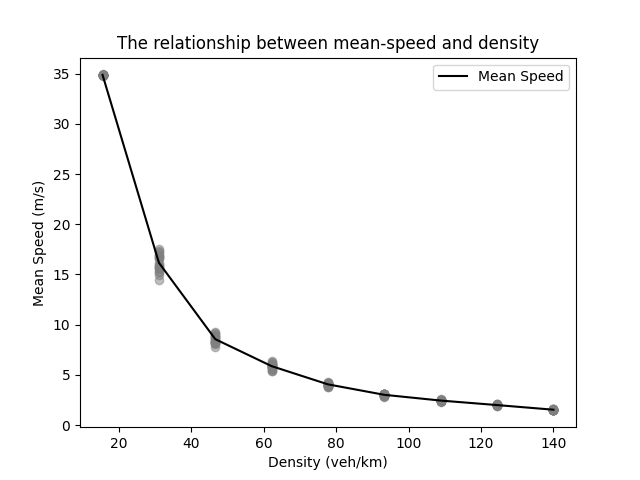 The relationship between mean-speed and density
Mean Speed
35
30
25
20
15
10
5
0
Mean Speed (m/s)
20 40 60 80 100 120 140
Density (veh/km)